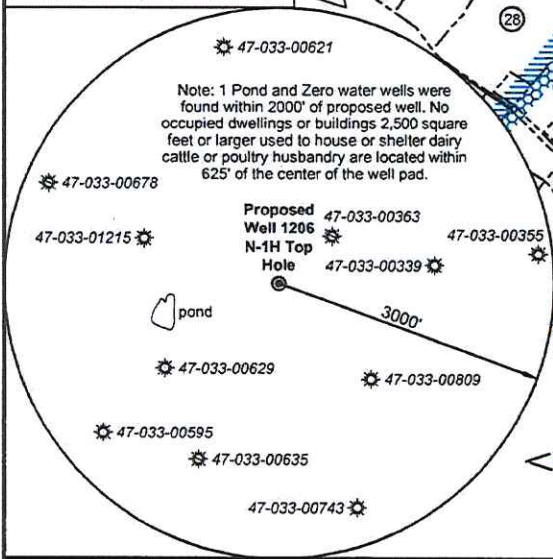 28
47-033-00621
Note: 1 Pond and Zero water wells were
found within 2000' of proposed well. No
occupied dwellings or buildings 2,500 square
feet or larger used to house or shelter dairy
cattle or poultry husbandry are located within
625' of the center of the well pad.
47-033-00678
47-033-01215
Proposed
Well 1206
N-1H Top
Hole
47-033-00363
47-033-00355
47-033-00339
pond
3000'
47-033-00629
47-033-00809
47-033-00595
47-033-00635
47-033-00743